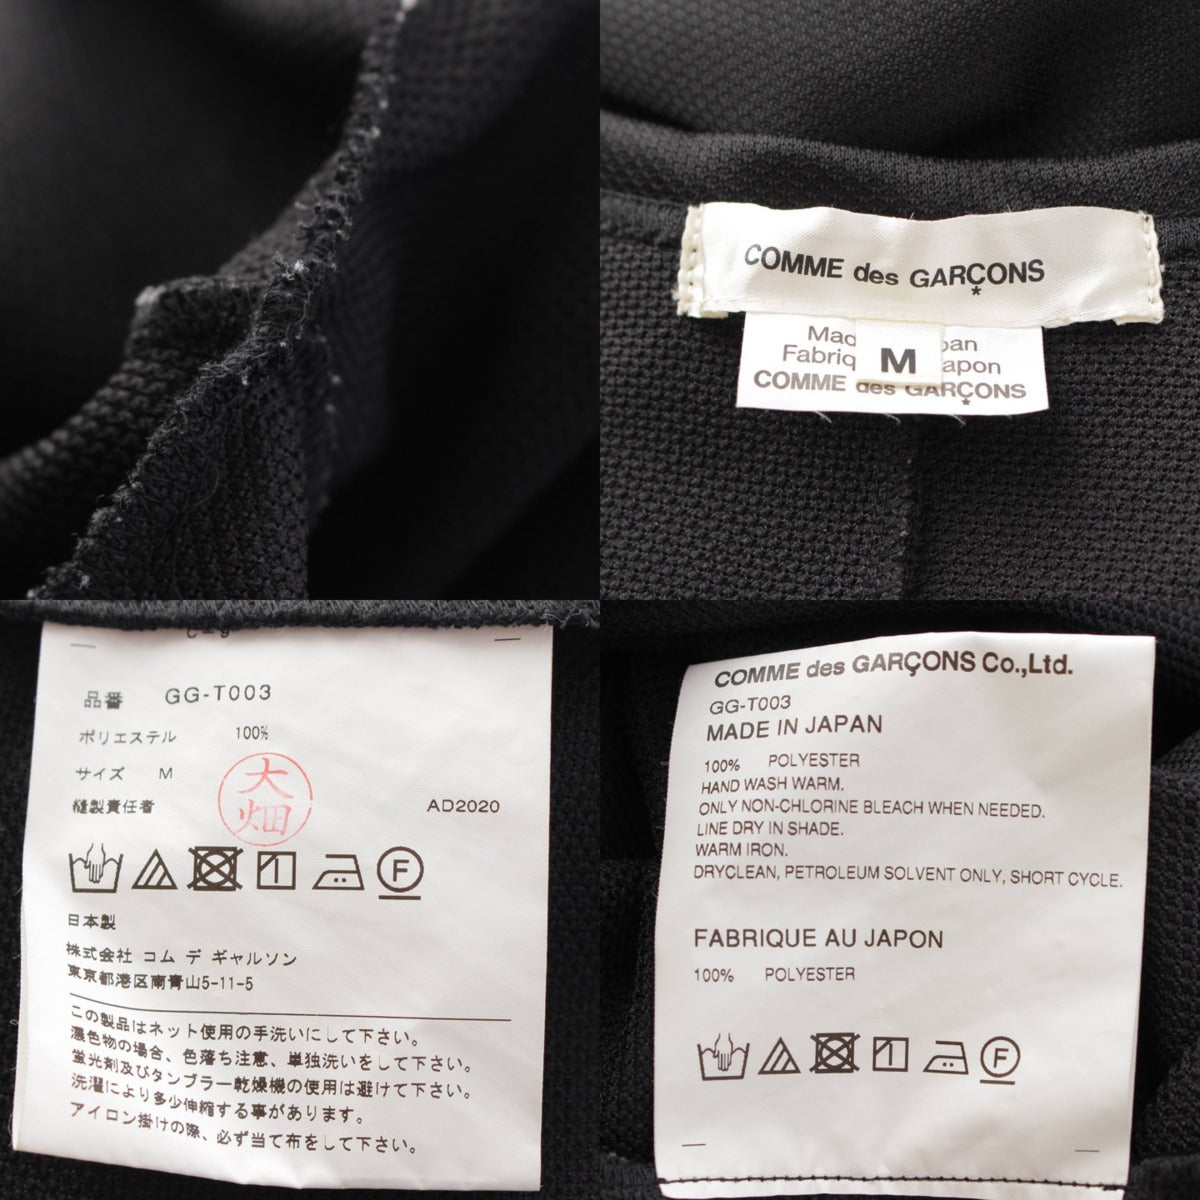 COMME des GARÇONS
M
COMME des GARÇONS
品番 GG-T003
ポリエステル 100%
サイズ M
縫製責任者 大畑 AD2020
F
日本製
株式会社 コム デ ギャルソン
東京都港区南青山5-11-5
この製品はネット使用の手洗いにして下さい。
濃色物の場合、色落ち注意、単独洗いをして下さい。
蛍光剤及びタンブラー乾燥機の使用は避けて下さい。
洗濯により多少伸縮する事があります。
アイロン掛けの際、必ず当て布をして下さい。
COMME des GARÇONS Co.,Ltd.
GG-T003
MADE IN JAPAN
100% POLYESTER
HAND WASH WARM.
ONLY NON-CHLORINE BLEACH WHEN NEEDED.
LINE DRY IN SHADE.
WARM IRON.
DRYCLEAN, PETROLEUM SOLVENT ONLY, SHORT CYCLE.
FABRIQUE AU JAPON
100% POLYESTER
F